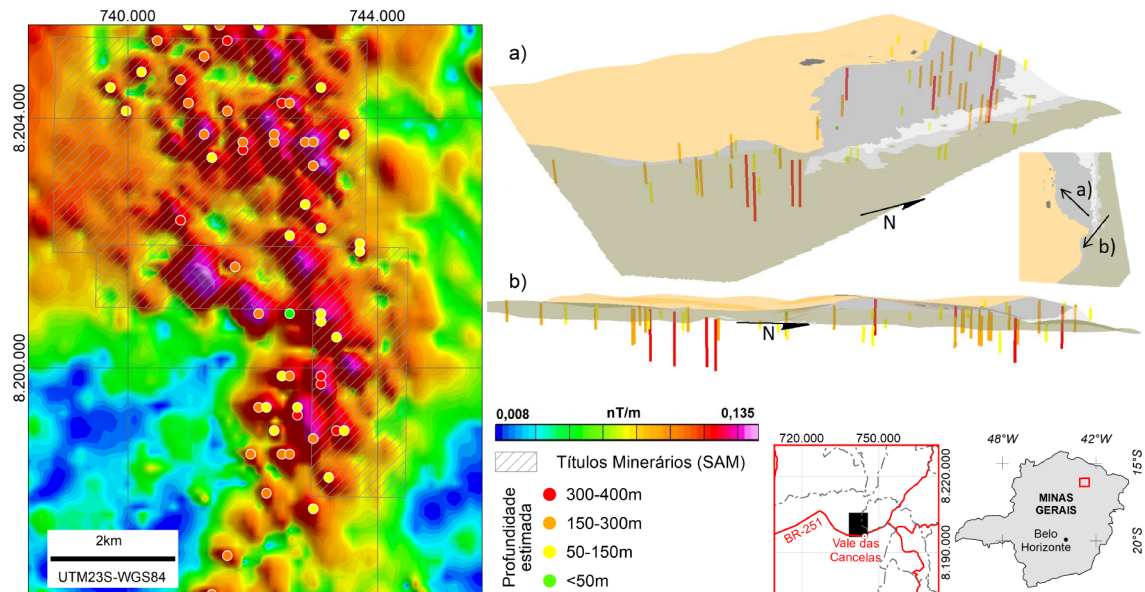 740.000
744.000
8.204.000
8.200.000
2km
UTM23S-WGS84
a)
N
a)
b)
b)
N
0,008
nT/m
0,135
Títulos Minerários (SAM)
Profundidade
estimada
300-400m
150-300m
50-150m
<50m
720.000
750.000
8.220.000
8.190.000
BR-251
Vale das
Cancelas
48°W
42°W
15°S
20°S
MINAS
GERAIS
Belo
Horizonte